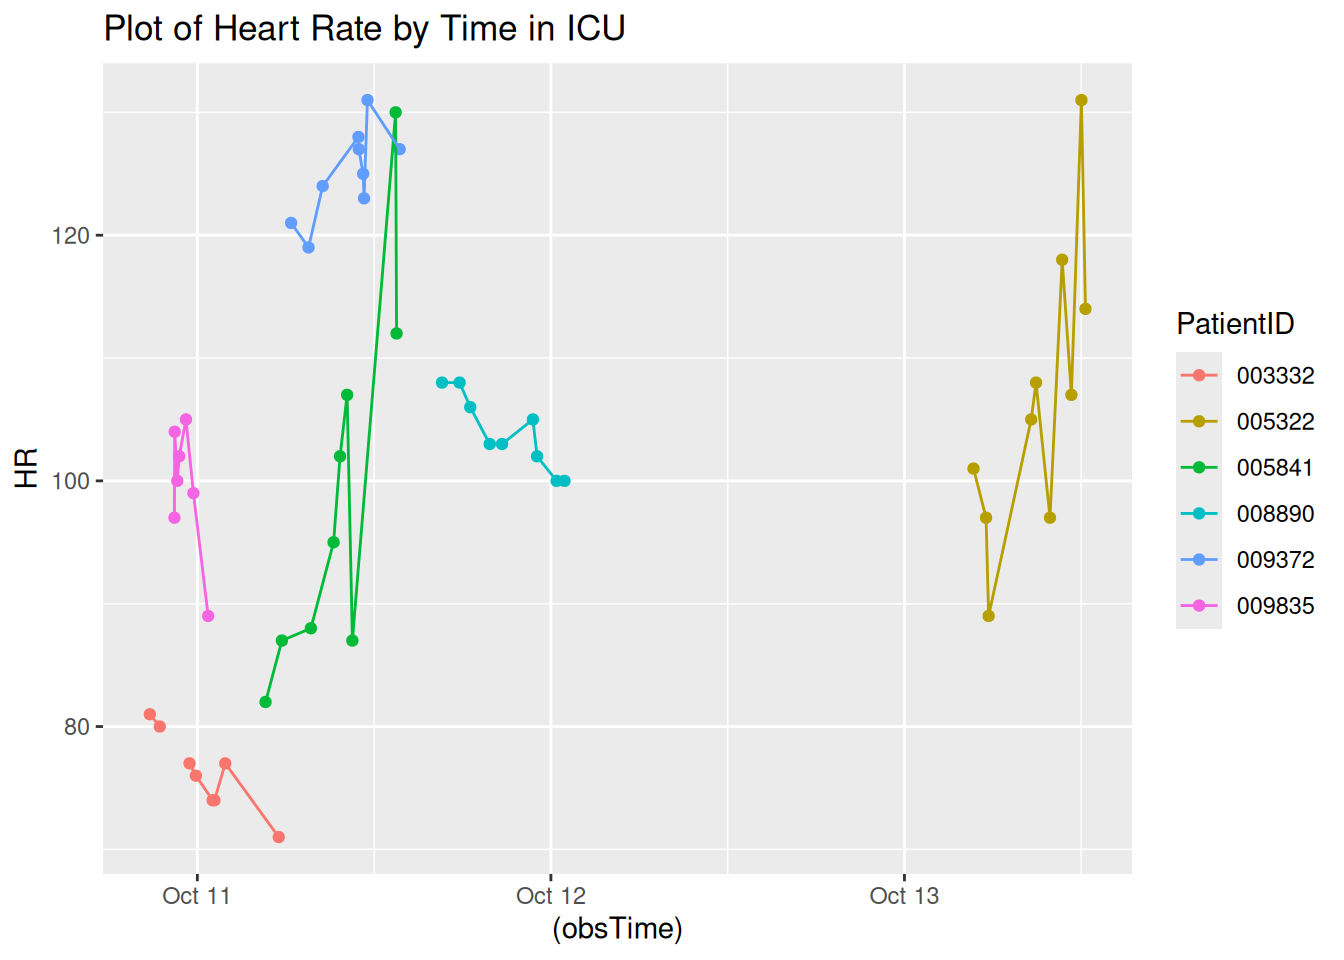 Plot of Heart Rate by Time in ICU
HR
120
100
80
Oct 11
Oct 12
Oct 13
(obsTime)
PatientID
003332
005322
005841
008890
009372
009835